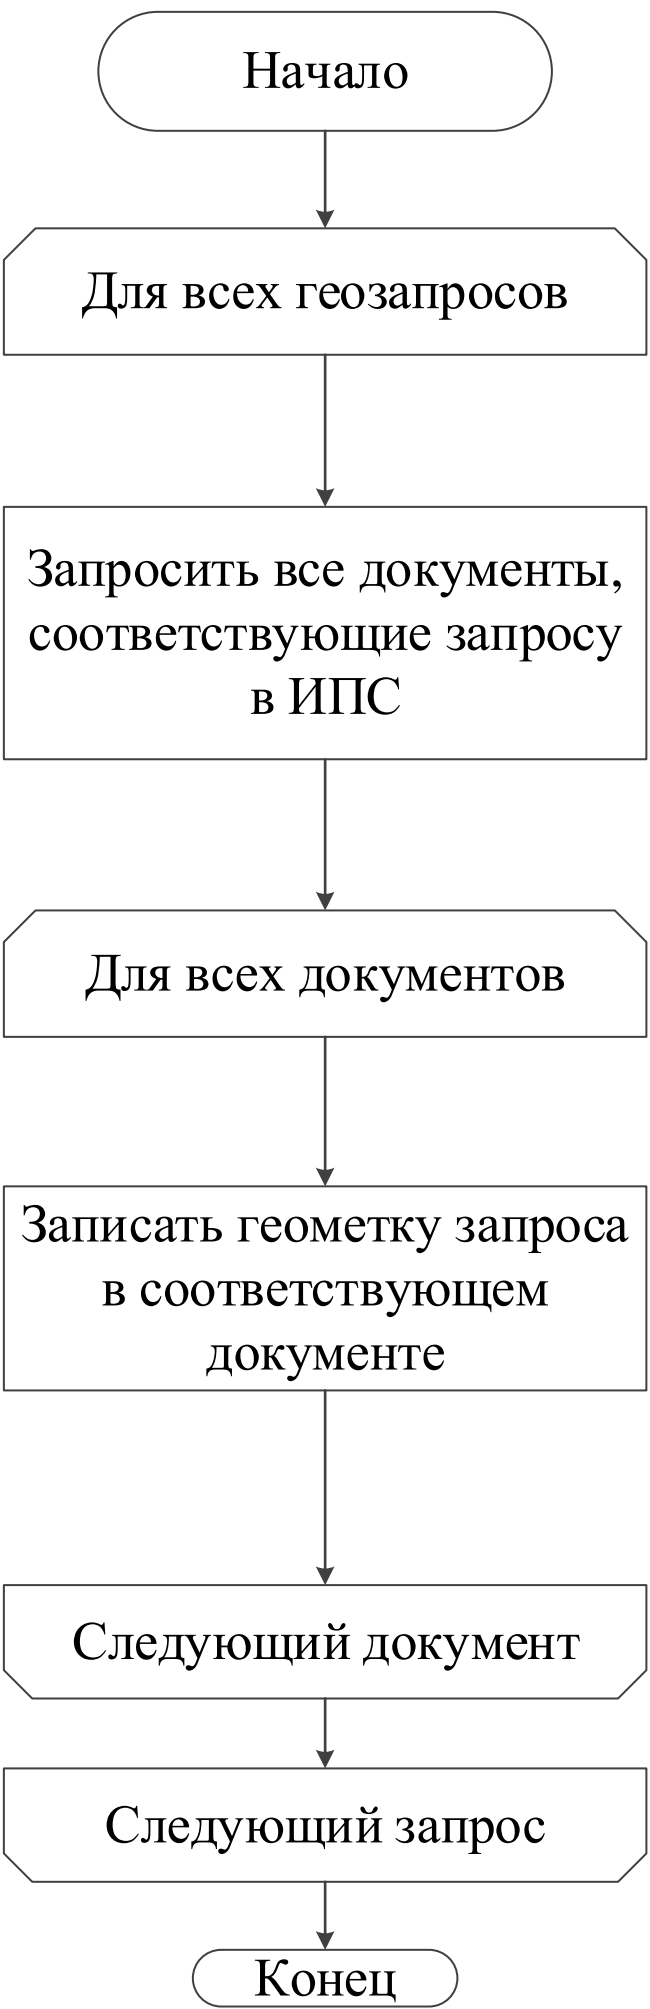 Начало
Для всех геозапросов
Запросить все документы,
соответствующие запросу
в ИПС
Для всех документов
Записать геометку запроса
в соответствующем
документе
Следующий документ
Следующий запрос
Конец